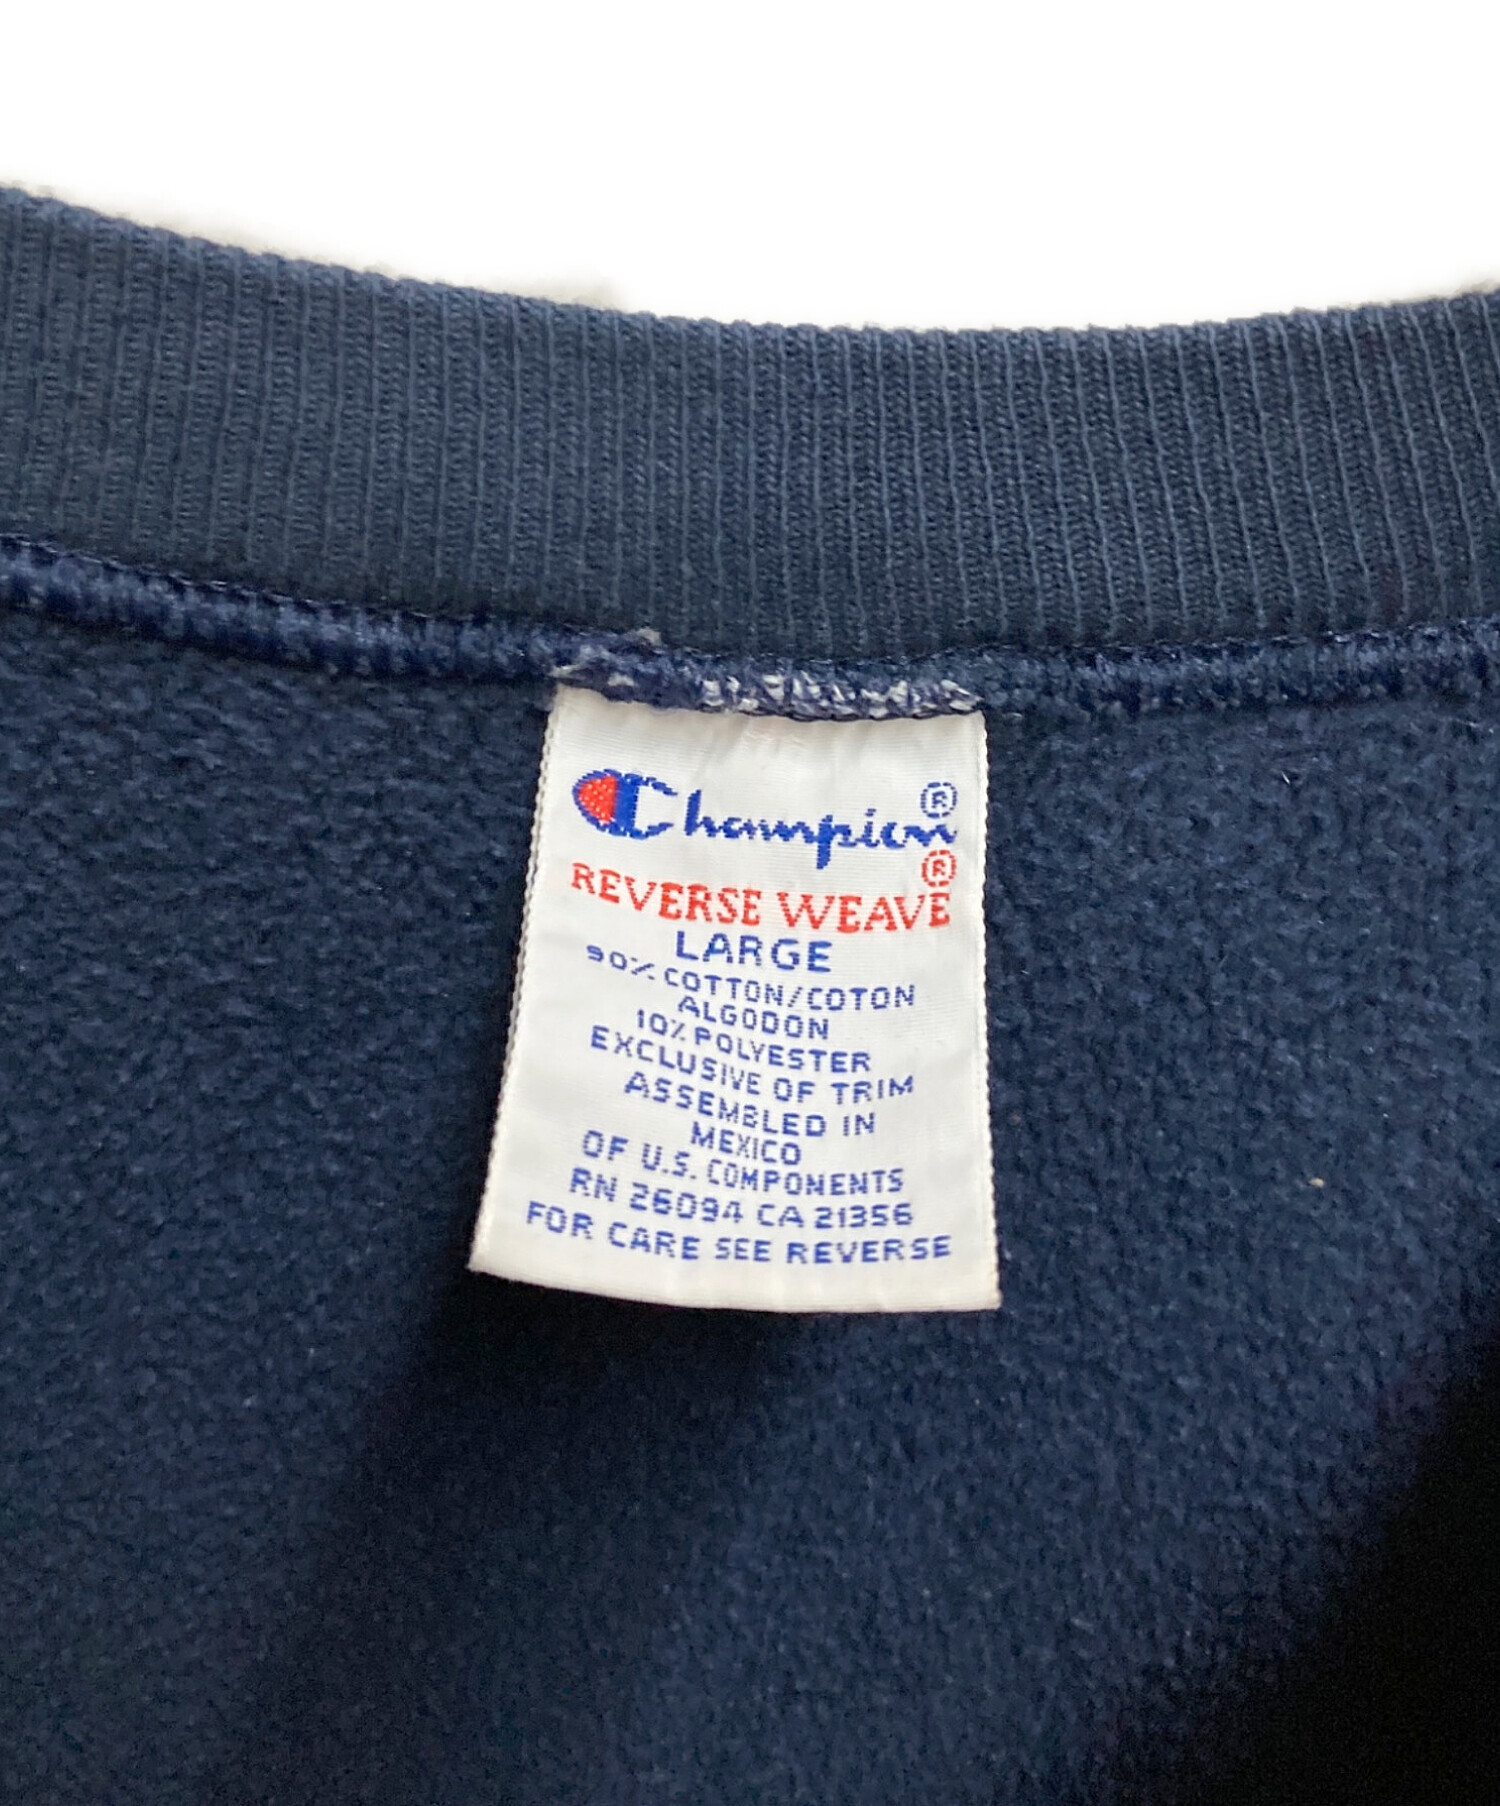 Champion®
REVERSE WEAVE®
LARGE
90% COTTON/COTON
ALGODON
10% POLYESTER
EXCLUSIVE OF TRIM
ASSEMBLED IN
MEXICO
OF U.S. COMPONENTS
RN 26094 CA 21356
FOR CARE SEE REVERSE